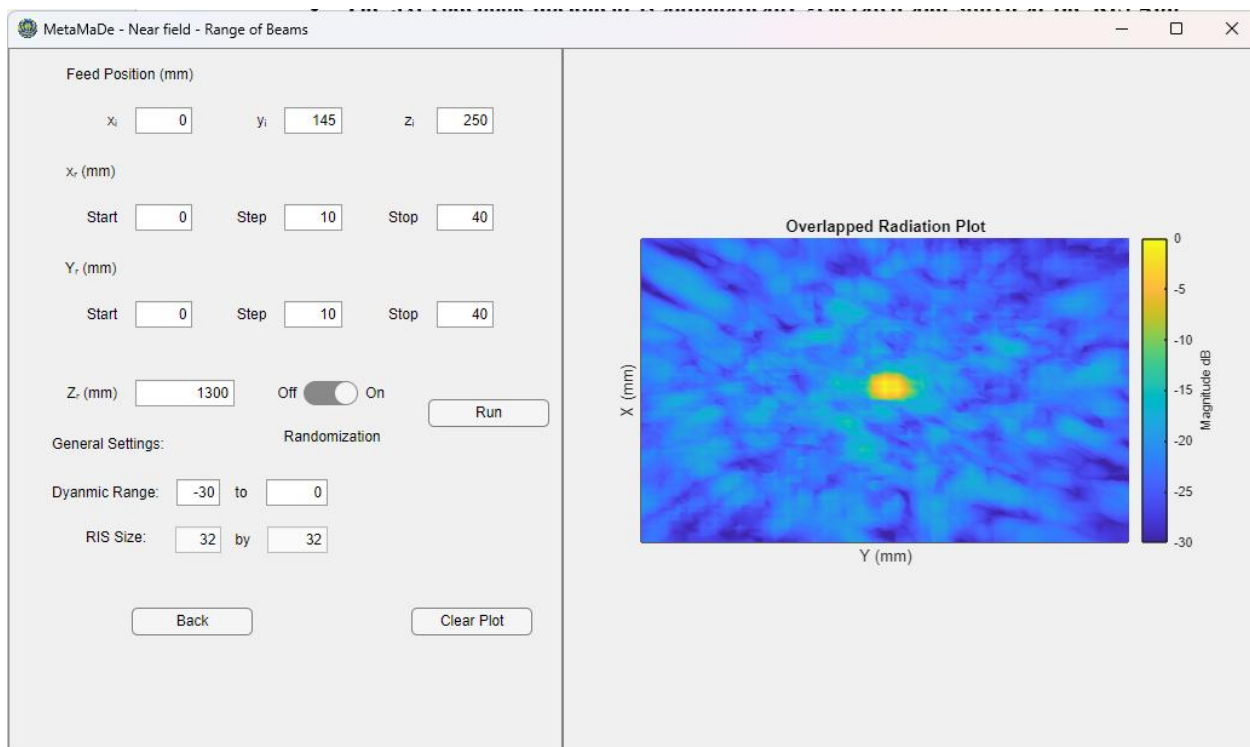 MetaMaDe - Near field - Range of Beams
Feed Position (mm)
xᵢ 0 yᵢ 145 zᵢ 250
xᵣ (mm)
Start 0 Step 10 Stop 40
Yᵣ (mm)
Start 0 Step 10 Stop 40
Zᵣ (mm) 1300 Off On
Run
Randomization
General Settings:
Dyanmic Range: -30 to 0
RIS Size: 32 by 32
Back Clear Plot
Overlapped Radiation Plot
X (mm)
Y (mm)
0
-5
-10
-15
-20
-25
-30
Magnitude dB